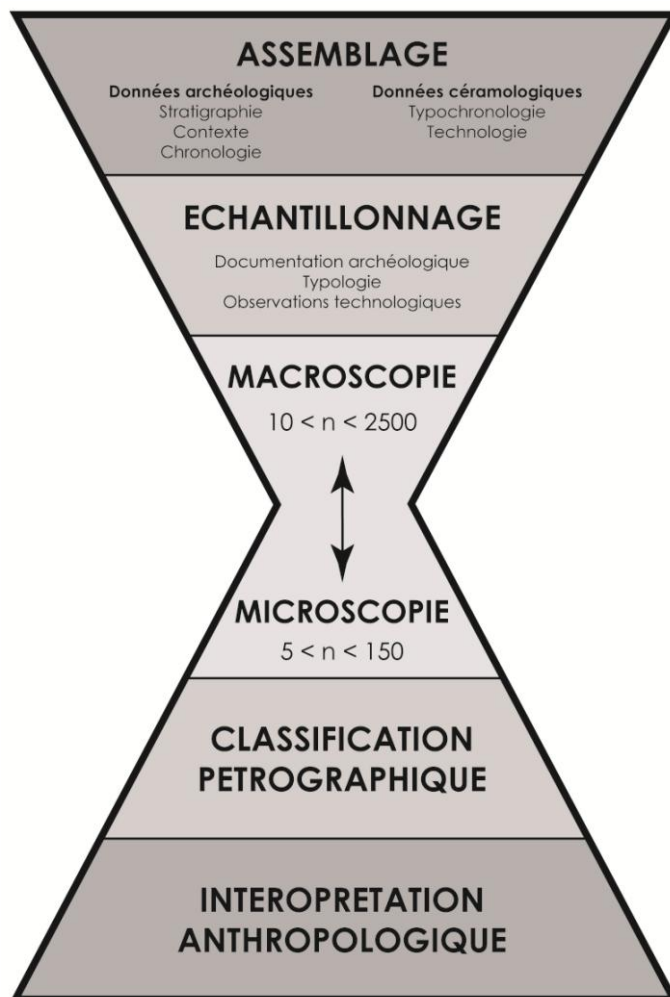 ASSEMBLAGE
Données archéologiques
Stratigraphie
Contexte
Chronologie
Données céramologiques
Typochronologie
Technologie
ECHANTILLONNAGE
Documentation archéologique
Typologie
Observations technologiques
MACROSCOPIE
10 < n < 2500
MICROSCOPIE
5 < n < 150
CLASSIFICATION
PETROGRAPHIQUE
INTEROPRETATION
ANTHROPOLOGIQUE